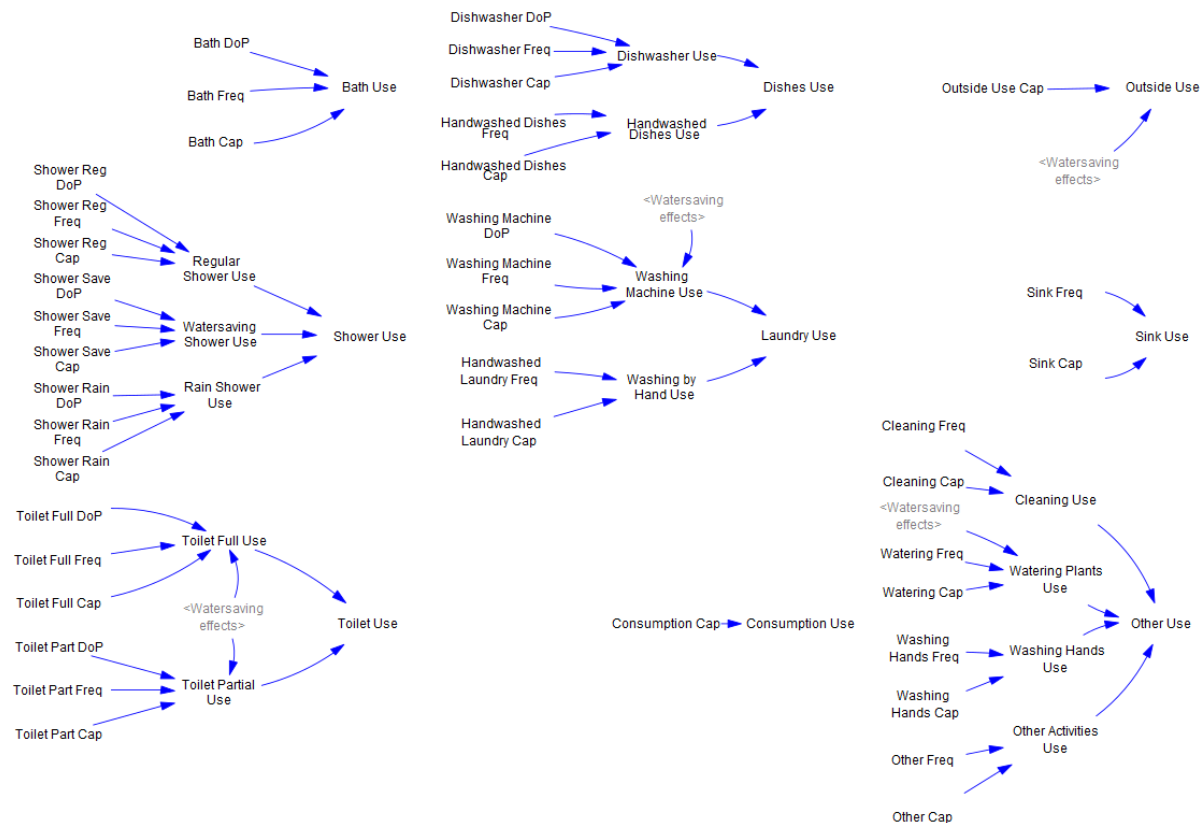 Bath DoP
Bath Freq
Bath Use
Bath Cap
Shower Reg
DoP
Shower Reg
Freq
Shower Reg
Cap
Regular
Shower Use
Shower Save
DoP
Shower Save
Freq
Shower Save
Cap
Watersaving
Shower Use
Shower Use
Shower Rain
DoP
Shower Rain
Freq
Shower Rain
Cap
Rain Shower
Use
Toilet Full DoP
Toilet Full Freq
Toilet Full Cap
Toilet Full Use
<Watersaving
effects>
Toilet Use
Toilet Part DoP
Toilet Part Freq
Toilet Part Cap
Toilet Partial
Use
Dishwasher DoP
Dishwasher Freq
Dishwasher Cap
Dishwasher Use
Dishes Use
Handwashed Dishes
Freq
Handwashed Dishes
Cap
Handwashed
Dishes Use
<Watersaving
effects>
Washing Machine
DoP
Washing Machine
Freq
Washing Machine
Cap
Washing
Machine Use
Laundry Use
Handwashed
Laundry Freq
Handwashed
Laundry Cap
Washing by
Hand Use
Consumption Cap
Consumption Use
Outside Use Cap
Outside Use
<Watersaving
effects>
Sink Freq
Sink Cap
Sink Use
Cleaning Freq
Cleaning Cap
Cleaning Use
<Watersaving
effects>
Watering Freq
Watering Cap
Watering Plants
Use
Other Use
Washing
Hands Freq
Washing
Hands Cap
Washing Hands
Use
Other Activities
Use
Other Freq
Other Cap